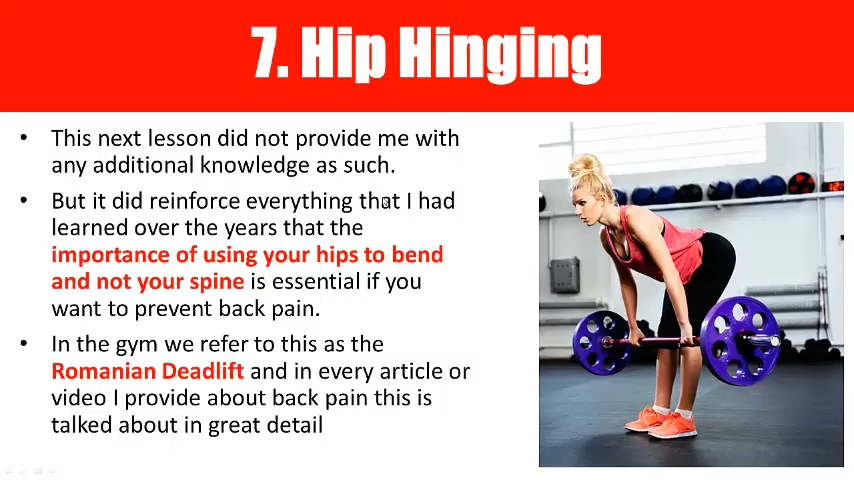 7. Hip Hinging
• This next lesson did not provide me with
any additional knowledge as such.
• But it did reinforce everything that I had
learned over the years that the
importance of using your hips to bend
and not your spine is essential if you
want to prevent back pain.
• In the gym we refer to this as the
Romanian Deadlift and in every article or
video I provide about back pain this is
talked about in great detail